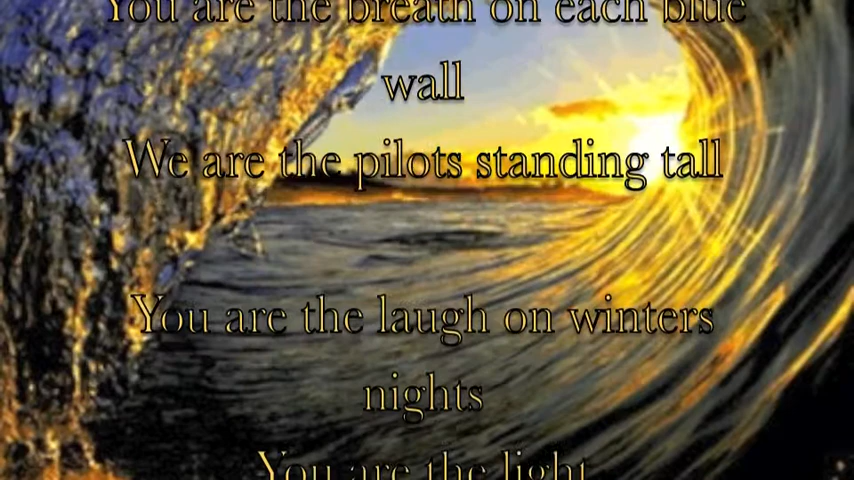 You are the breath on each blue
wall
We are the pilots standing tall
You are the laugh on winters
nights
You are the light